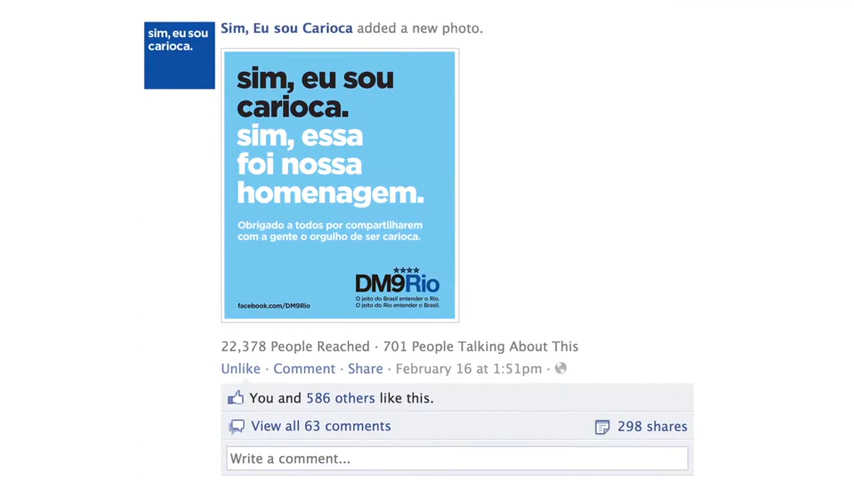 sim, eu sou
carioca.
Sim, Eu sou Carioca added a new photo.
sim, eu sou
carioca.
sim, essa
foi nossa
homenagem.
Obrigado a todos por compartilharem
com a gente o orgulho de ser carioca.
DM9Rio
O jeito do Brasil entender o Rio.
O jeito do Rio entender o Brasil.
facebook.com/DM9Rio
22,378 People Reached · 701 People Talking About This
Unlike · Comment · Share · February 16 at 1:51pm ·
You and 586 others like this.
View all 63 comments
298 shares
Write a comment...